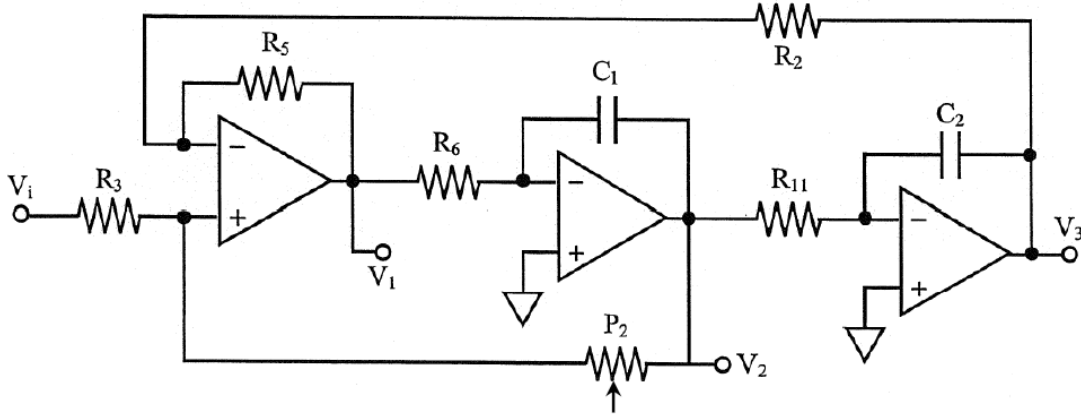 R₂
R₅
C₁
C₂
R₆
−
Vᵢ
R₃
−
R₁₁
+
−
V₃
V₁
+
+
P₂
V₂